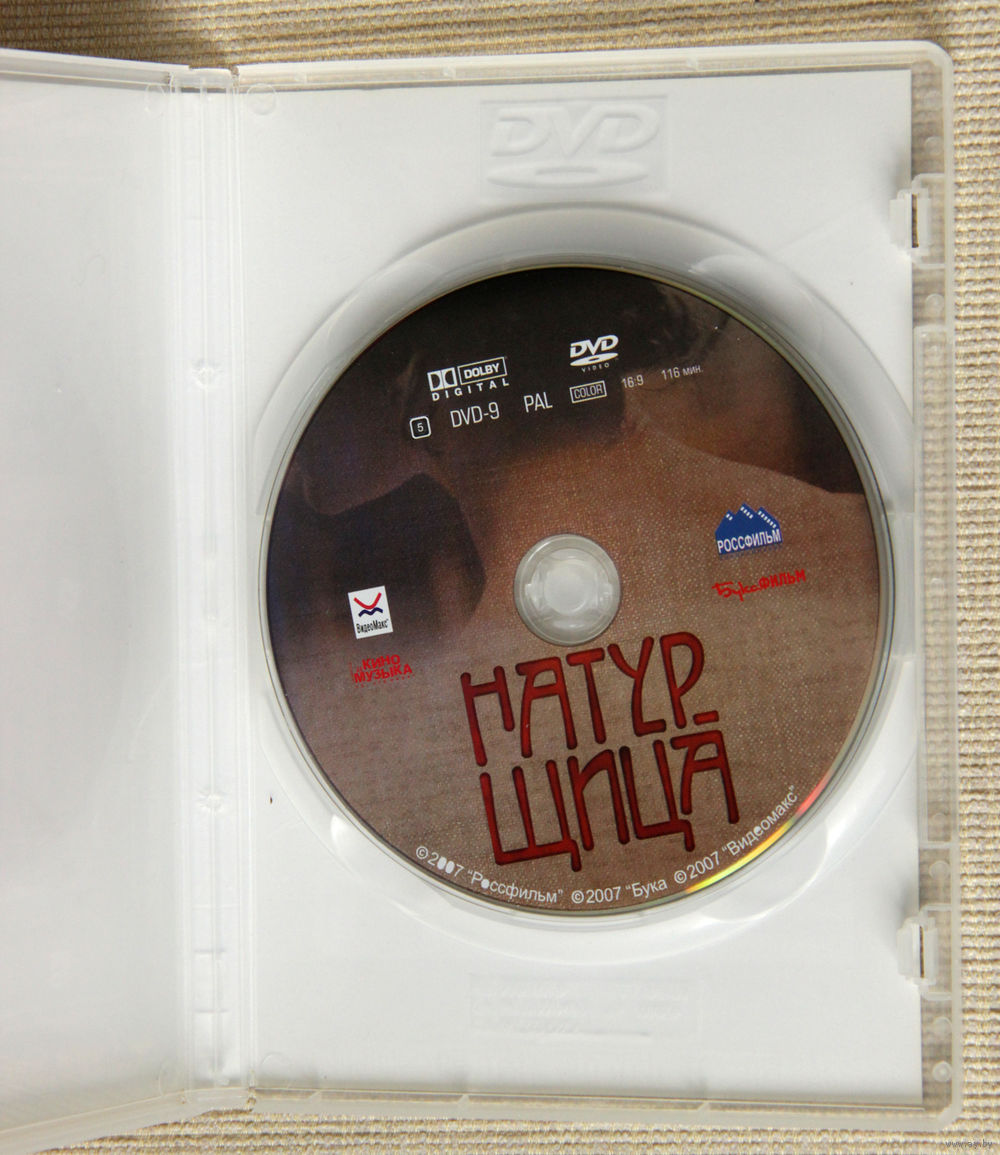 DVD
DOLBY
DIGITAL
DVD
VIDEO
5 DVD-9 PAL COLOR 16:9 116 мин.
РОССФИЛЬМ
БукаФИЛЬМ
ВидеоМакс
КИНО
МУЗЫКА
НАТУР
ЩИЦА
©2007 "Россфильм" ©2007 "Бука ©2007 "Видеомакс"